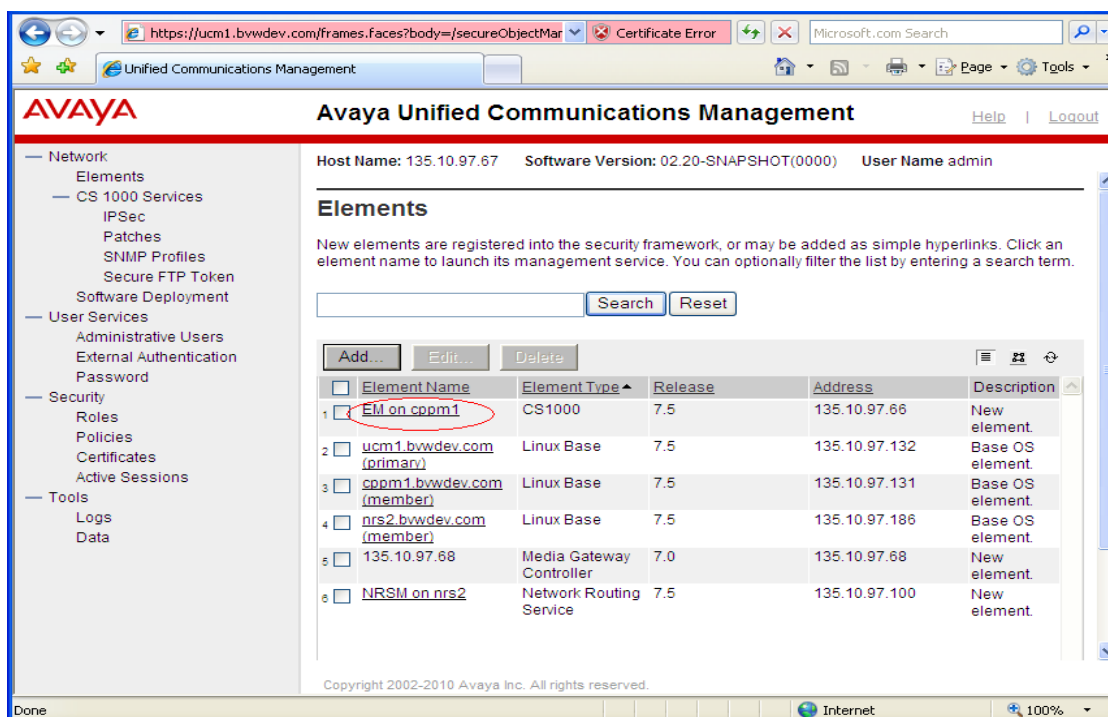 https://ucm1.bvwdev.com/frames.faces?body=/secureObjectMar
Certificate Error
Microsoft.com Search
Unified Communications Management
Page
Tools
AVAYA
Avaya Unified Communications Management
Help | Logout
— Network
Elements
— CS 1000 Services
IPSec
Patches
SNMP Profiles
Secure FTP Token
Software Deployment
— User Services
Administrative Users
External Authentication
Password
— Security
Roles
Policies
Certificates
Active Sessions
— Tools
Logs
Data
Host Name: 135.10.97.67 Software Version: 02.20-SNAPSHOT(0000) User Name admin
Elements
New elements are registered into the security framework, or may be added as simple hyperlinks. Click an
element name to launch its management service. You can optionally filter the list by entering a search term.
Search Reset
Add... Edit... Delete
Element Name Element Type Release Address Description
1 EM on cppm1 CS1000 7.5 135.10.97.66 New
element.
2 ucm1.bvwdev.com Linux Base 7.5 135.10.97.132 Base OS
(primary) element.
3 cppm1.bvwdev.com Linux Base 7.5 135.10.97.131 Base OS
(member) element.
4 nrs2.bvwdev.com Linux Base 7.5 135.10.97.186 Base OS
(member) element.
5 135.10.97.68 Media Gateway 7.0 135.10.97.68 New
Controller element.
6 NRSM on nrs2 Network Routing 7.5 135.10.97.100 New
Service element.
Copyright 2002-2010 Avaya Inc. All rights reserved.
Done
Internet
100%